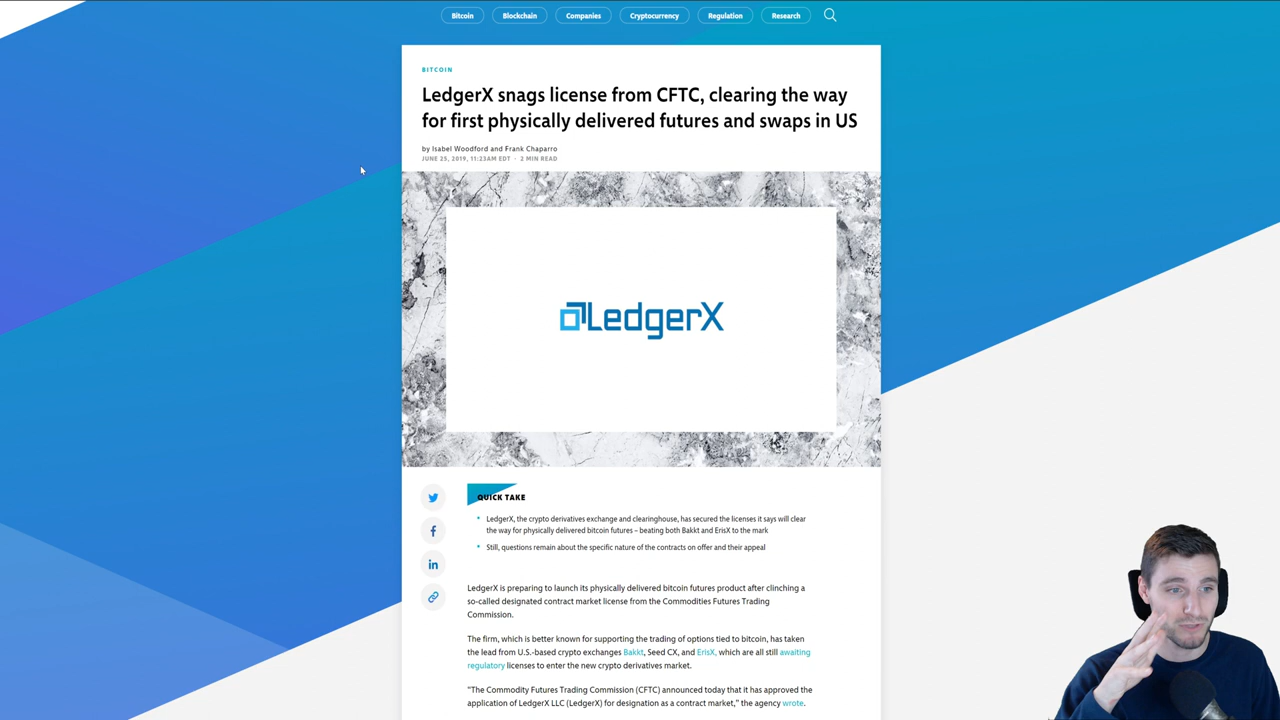 Bitcoin Blockchain Companies Cryptocurrency Regulation Research
BITCOIN
LedgerX snags license from CFTC, clearing the way
for first physically delivered futures and swaps in US
by Isabel Woodford and Frank Chaparro
JUNE 25, 2019, 11:23AM EDT · 2 MIN READ
LedgerX
QUICK TAKE
LedgerX, the crypto derivatives exchange and clearinghouse, has secured the licenses it says will clear
the way for physically delivered bitcoin futures – beating both Bakkt and ErisX to the mark
Still, questions remain about the specific nature of the contracts on offer and their appeal
LedgerX is preparing to launch its physically delivered bitcoin futures product after clinching a
so-called designated contract market license from the Commodities Futures Trading
Commission.
The firm, which is better known for supporting the trading of options tied to bitcoin, has taken
the lead from U.S.-based crypto exchanges Bakkt, Seed CX, and ErisX, which are all still awaiting
regulatory licenses to enter the new crypto derivatives market.
"The Commodity Futures Trading Commission (CFTC) announced today that it has approved the
application of LedgerX LLC (LedgerX) for designation as a contract market," the agency wrote.